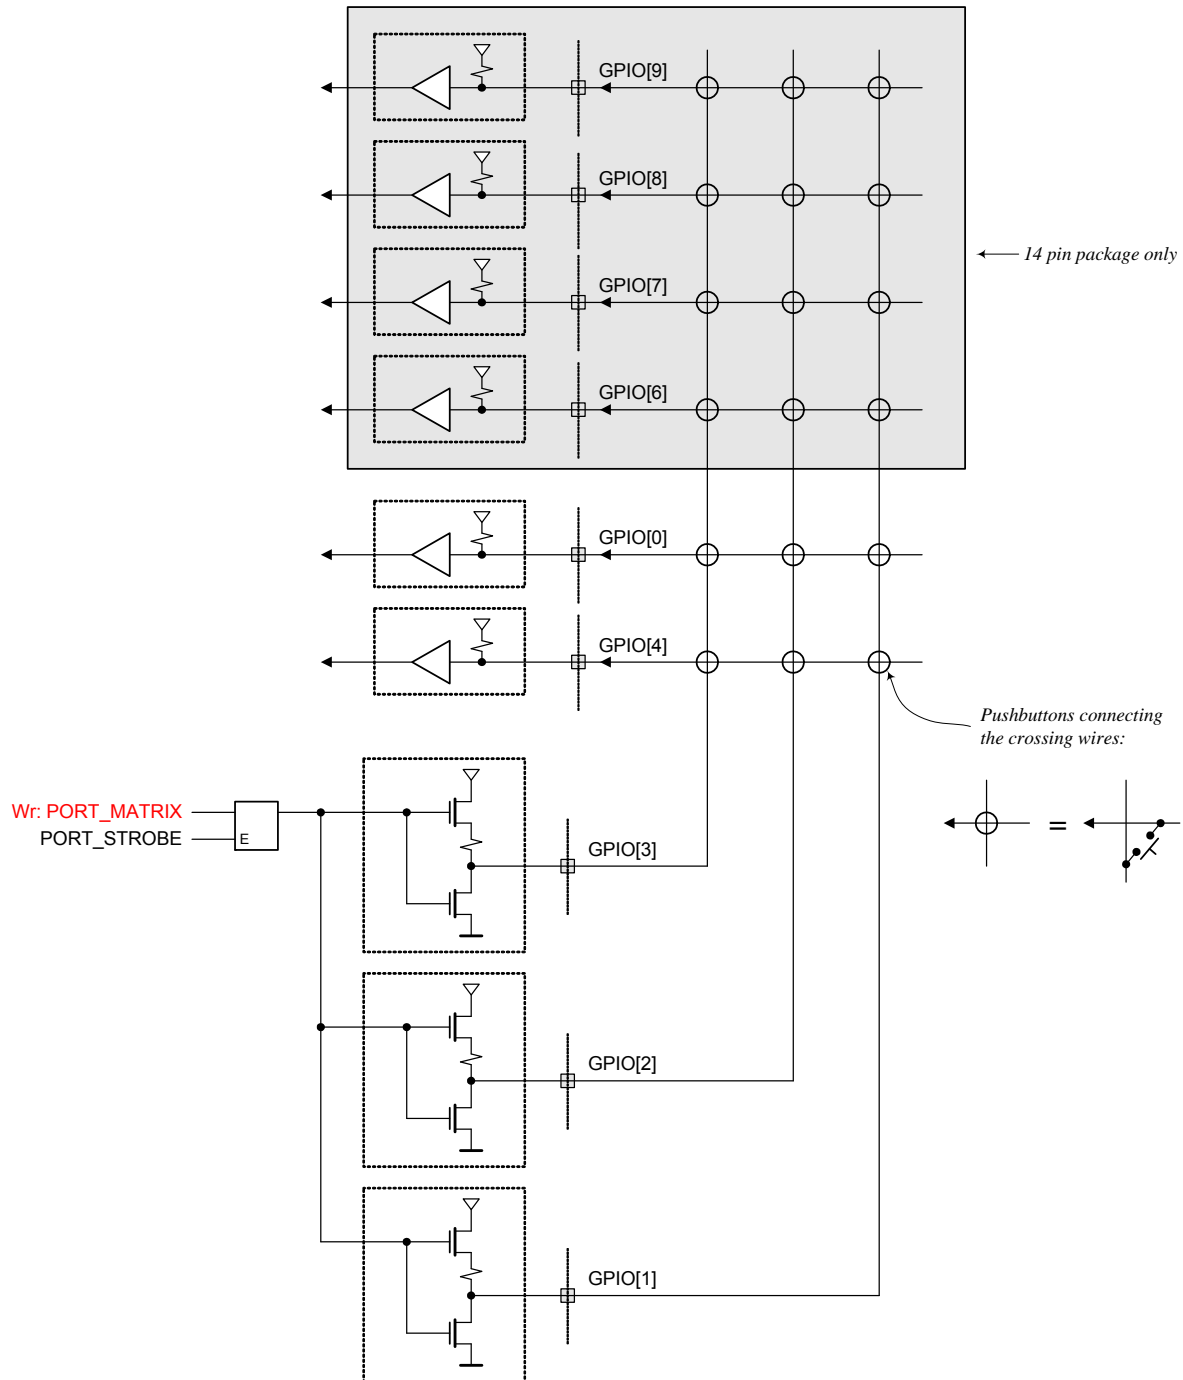 GPIO[9]
GPIO[8]
14 pin package only
GPIO[7]
GPIO[6]
GPIO[0]
GPIO[4]
Pushbuttons connecting
the crossing wires:
Wr: PORT_MATRIX
PORT_STROBE
E
=
GPIO[3]
GPIO[2]
GPIO[1]